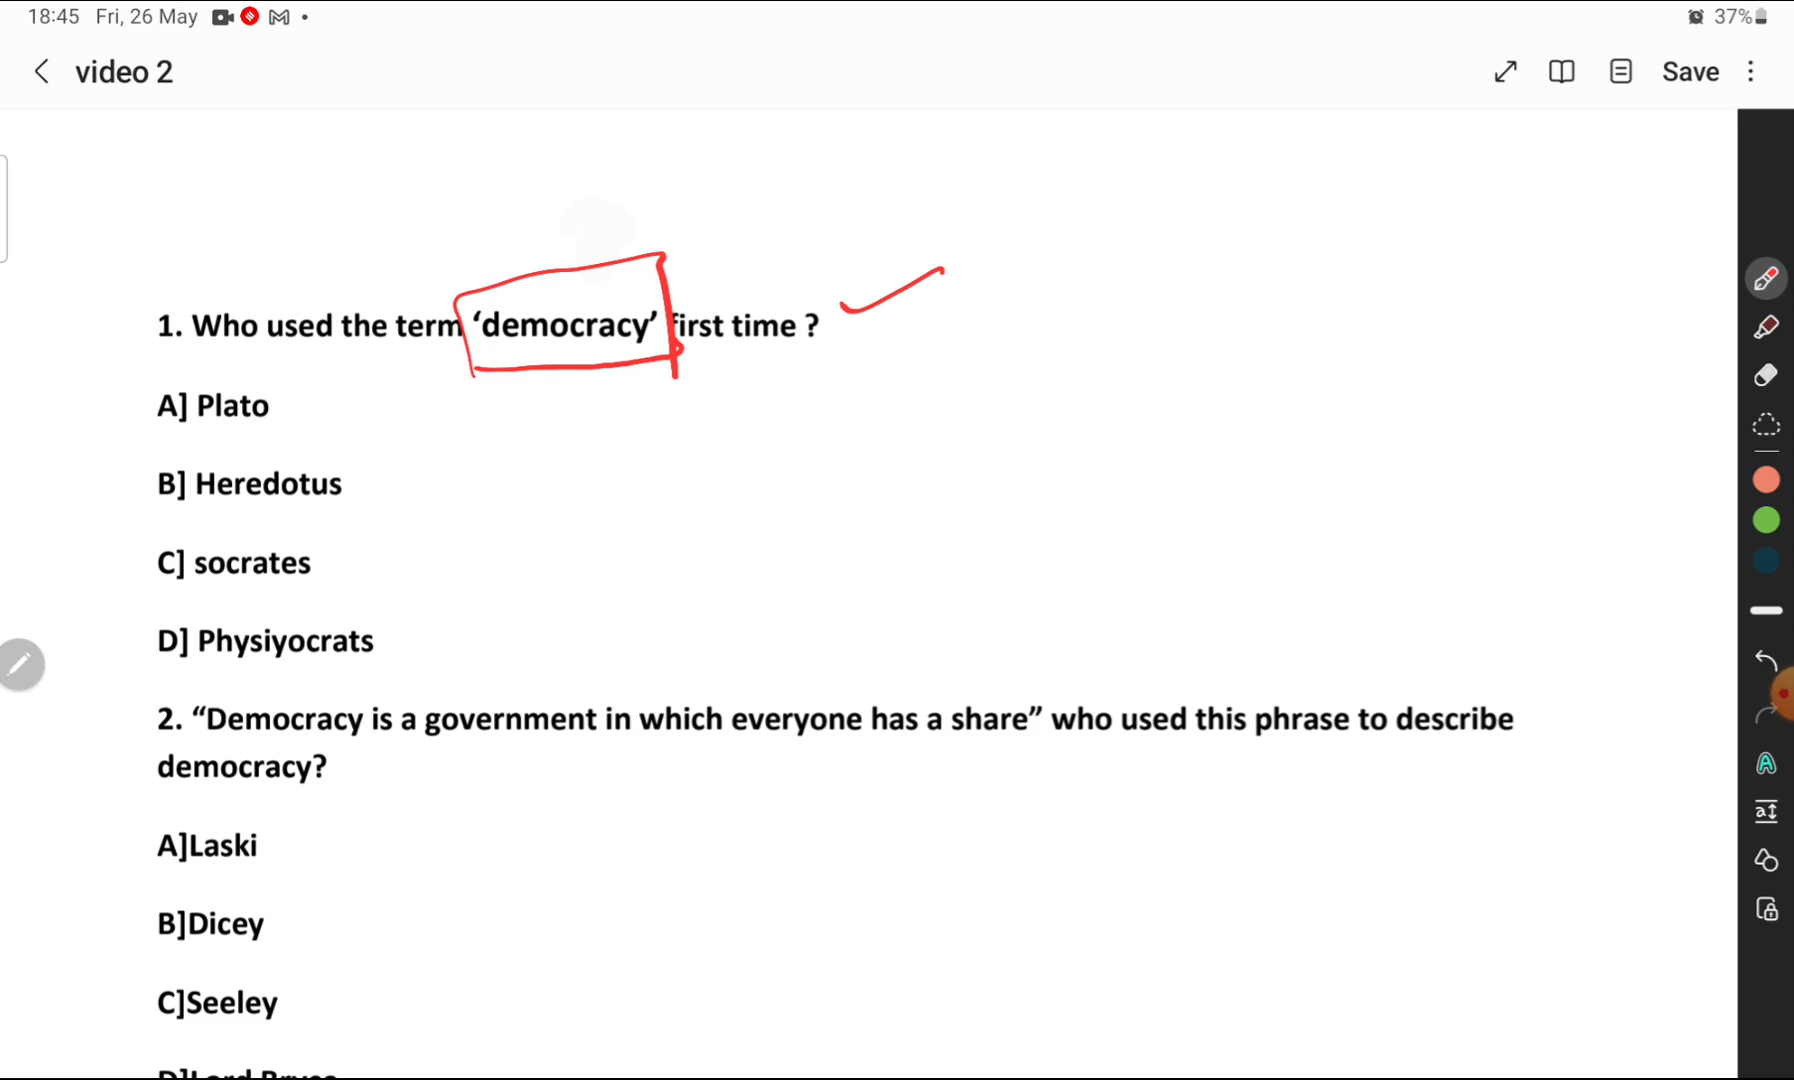 18:45 Fri, 26 May
37%
video 2
Save
1. Who used the term ‘democracy’ first time ?
A] Plato
B] Heredotus
C] socrates
D] Physiyocrats
2. “Democracy is a government in which everyone has a share” who used this phrase to describe
democracy?
A]Laski
B]Dicey
C]Seeley